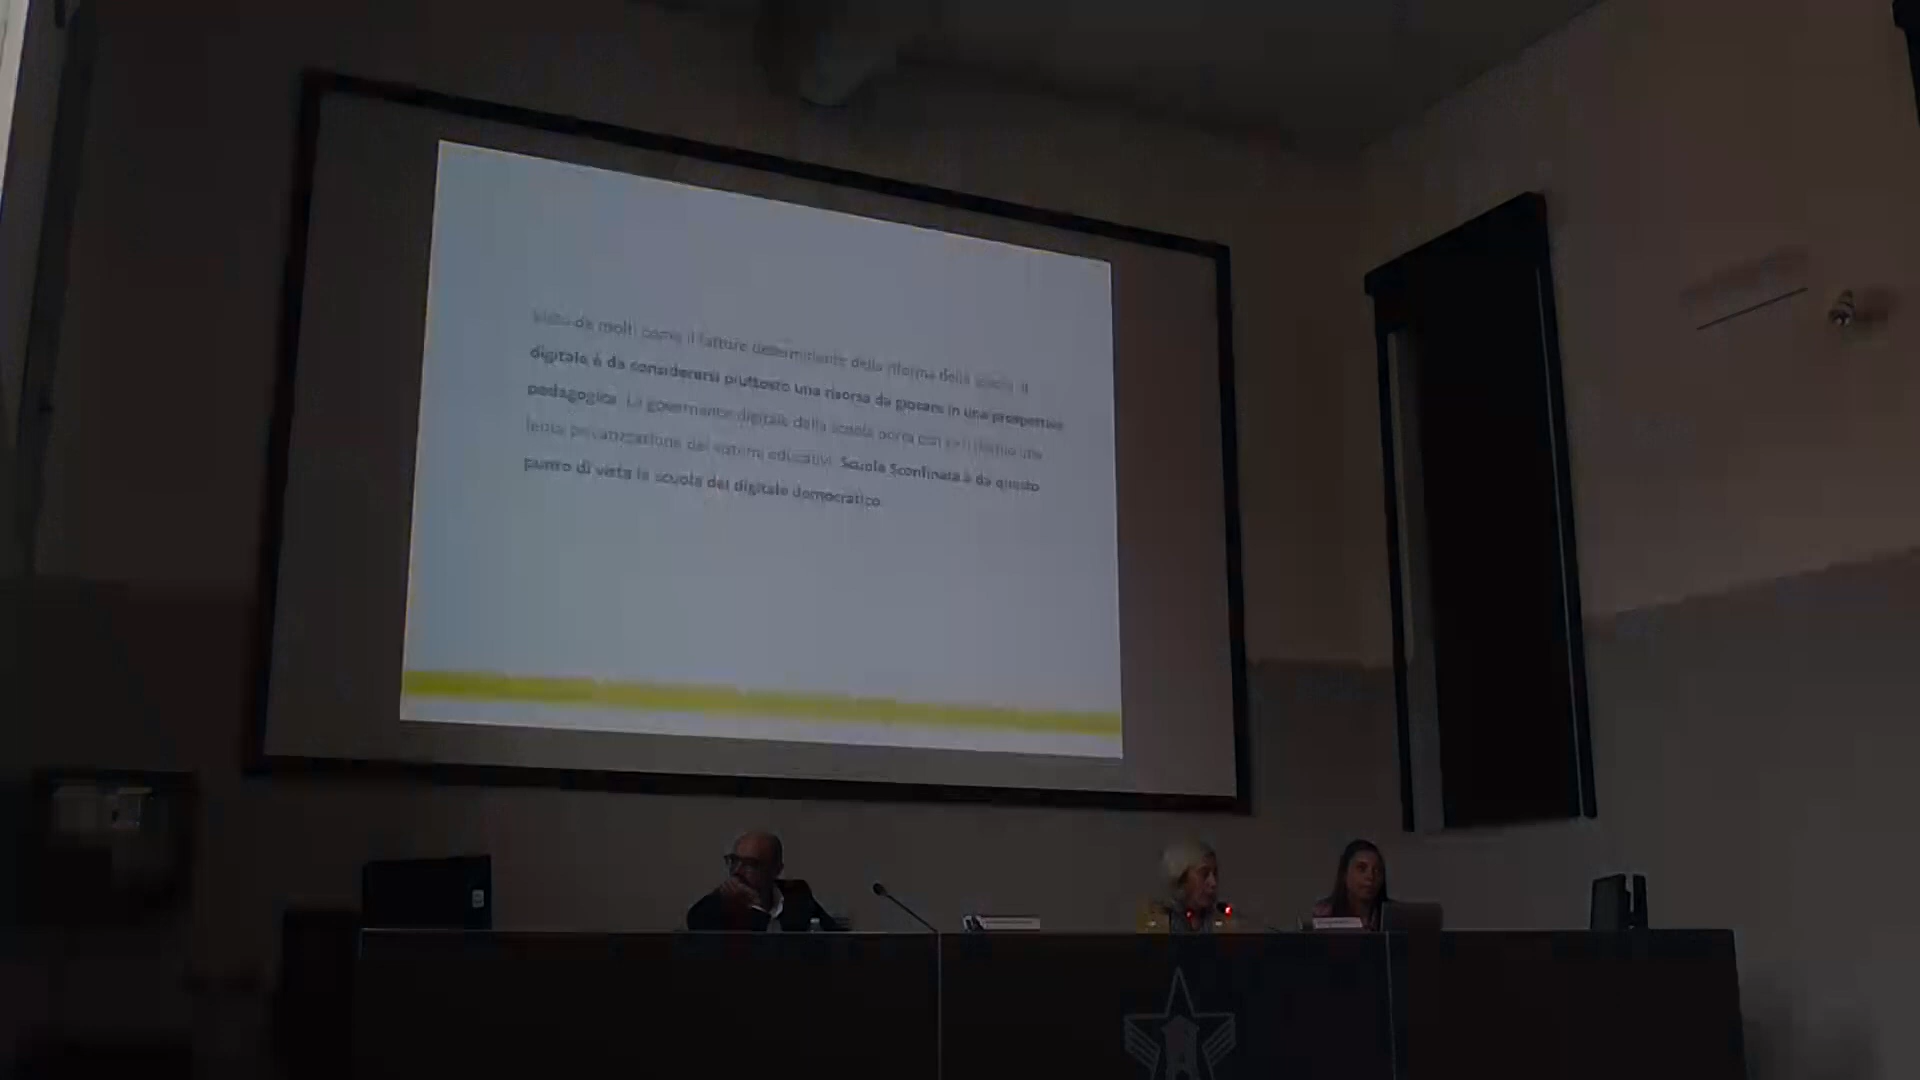 Visto da molti come il fattore determinante della riforma della scuola, il
digitale è da considerarsi piuttosto una risorsa da giocare in una prospettiva
pedagogica. La governance digitale della scuola porta con sé il rischio una
lenta privatizzazione dei sistemi educativi. Scuola Sconfinata è da questo
punto di vista la scuola del digitale democratico.